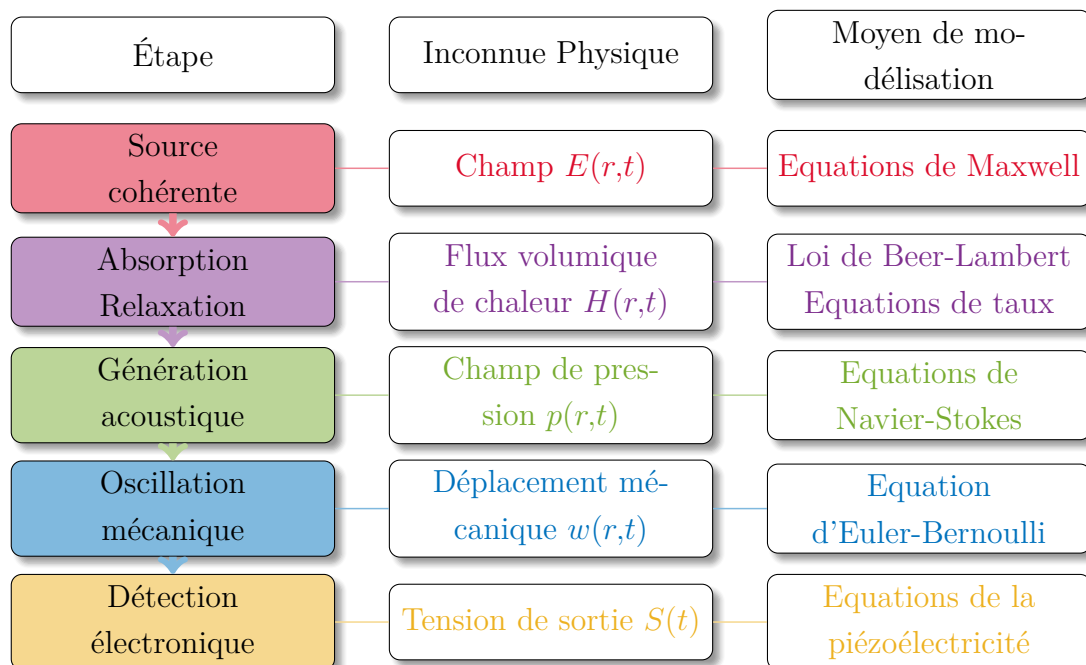 Étape
Inconnue Physique
Moyen de mo-
délisation
Source
cohérente
Champ E(r,t)
Equations de Maxwell
Absorption
Relaxation
Flux volumique
de chaleur H(r,t)
Loi de Beer-Lambert
Equations de taux
Génération
acoustique
Champ de pres-
sion p(r,t)
Equations de
Navier-Stokes
Oscillation
mécanique
Déplacement mé-
canique w(r,t)
Equation
d'Euler-Bernoulli
Détection
électronique
Tension de sortie S(t)
Equations de la
piézoélectricité